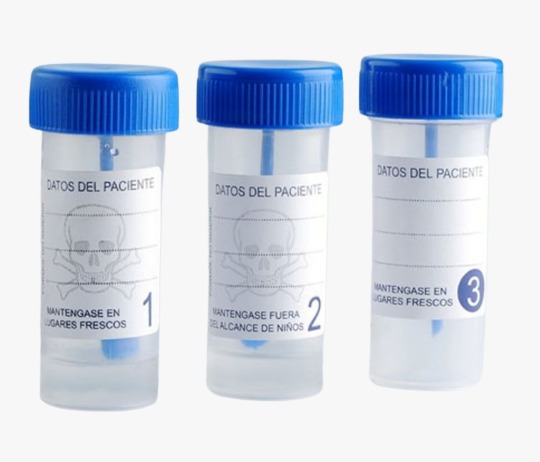 DATOS DEL PACIENTE
MANTENGASE EN
LUGARES FRESCOS
1
DATOS DEL PACIENTE
MANTENGASE FUERA
DEL ALCANCE DE NIÑOS
2
DATOS DEL PACIENTE
MANTENGASE EN
LUGARES FRESCOS
3